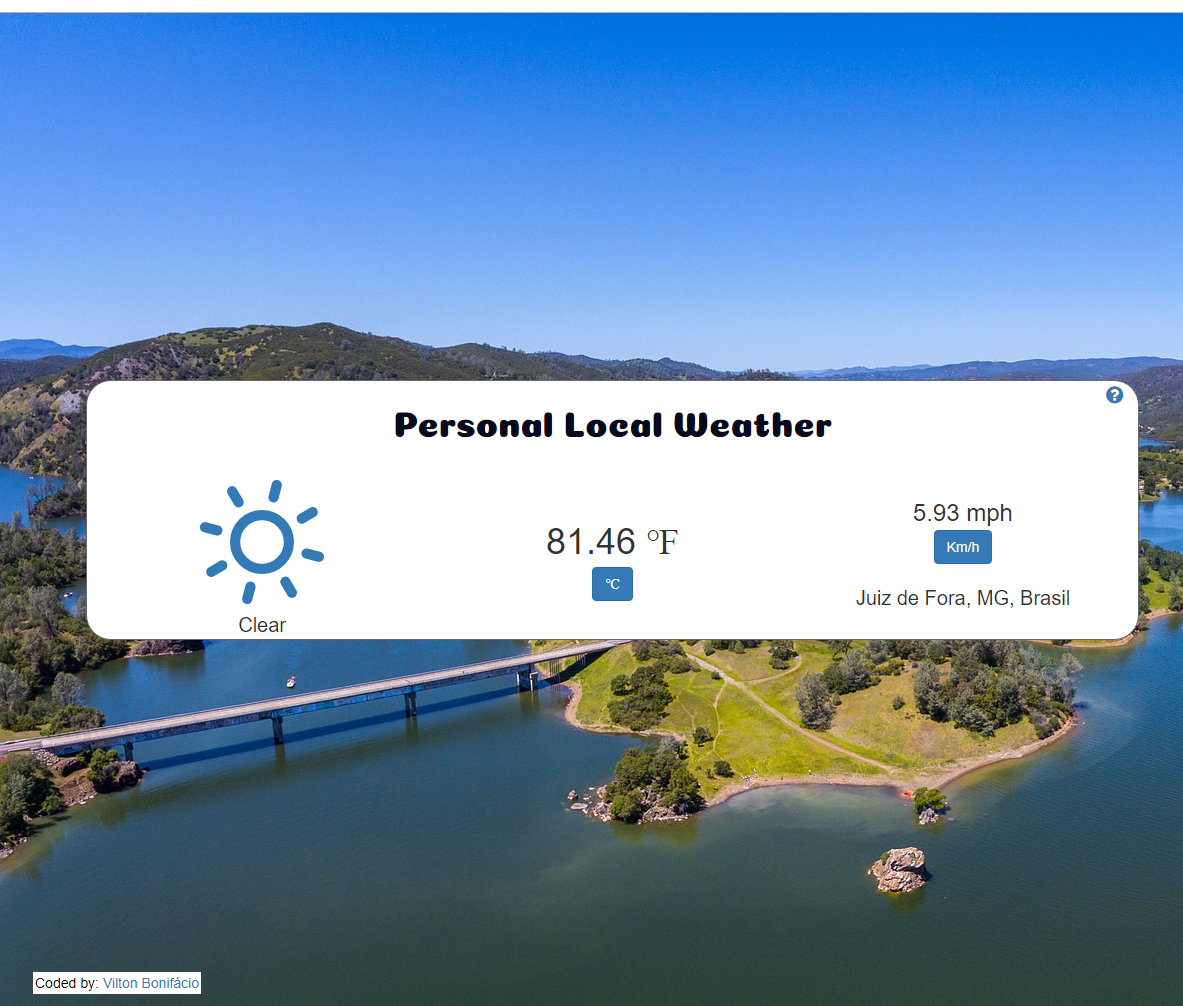 ?
Personal Local Weather
Clear
81.46 °F
℃
5.93 mph
Km/h
Juiz de Fora, MG, Brasil
Coded by: Vilton Bonifácio